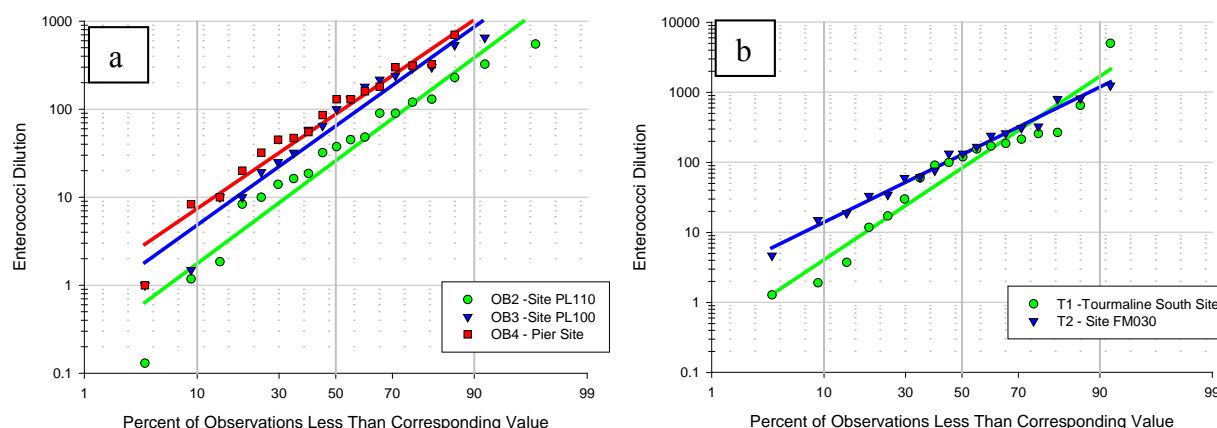 a
Enterococci Dilution
1000
100
10
1
0.1
1
10
30
50
70
90
99
OB2 -Site PL110
OB3 -Site PL100
OB4 - Pier Site
Percent of Observations Less Than Corresponding Value
b
Enterococci Dilution
10000
1000
100
10
1
0.1
1
10
30
50
70
90
99
T1 -Tourmaline South Site
T2 - Site FM030
Percent of Observations Less Than Corresponding Value